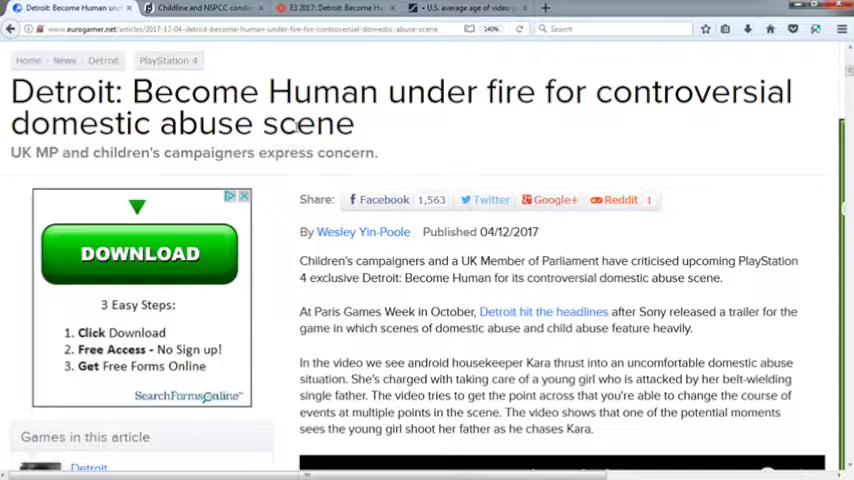 Detroit: Become Human un
Childline and NSPCC conde
E3 2017: Detroit: Become Hu
U.S. average age of video g
www.eurogamer.net/articles/2017-12-04-detroit-become-human-under-fire-for-controversial-domestic-abuse-scene
140%
Search
Home News Detroit PlayStation 4
Detroit: Become Human under fire for controversial
domestic abuse scene
UK MP and children's campaigners express concern.
Share: Facebook 1,563 Twitter Google+ Reddit 1
By Wesley Yin-Poole Published 04/12/2017
Children's campaigners and a UK Member of Parliament have criticised upcoming PlayStation
4 exclusive Detroit: Become Human for its controversial domestic abuse scene.
At Paris Games Week in October, Detroit hit the headlines after Sony released a trailer for the
game in which scenes of domestic abuse and child abuse feature heavily.
In the video we see android housekeeper Kara thrust into an uncomfortable domestic abuse
situation. She's charged with taking care of a young girl who is attacked by her belt-wielding
single father. The video tries to get the point across that you're able to change the course of
events at multiple points in the scene. The video shows that one of the potential moments
sees the young girl shoot her father as he chases Kara.
DOWNLOAD
3 Easy Steps:
1. Click Download
2. Free Access - No Sign up!
3. Get Free Forms Online
SearchFormsOnline™
Games in this article
Detroit